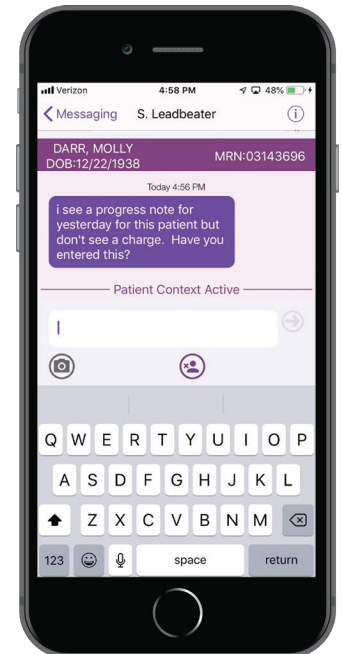 Verizon 4:58 PM 48%
Messaging S. Leadbeater i
DARR, MOLLY
DOB:12/22/1938 MRN:03143696
Today 4:56 PM
i see a progress note for
yesterday for this patient but
don't see a charge.  Have you
entered this?
Patient Context Active
Q W E R T Y U I O P
A S D F G H J K L
Z X C V B N M
123 space return